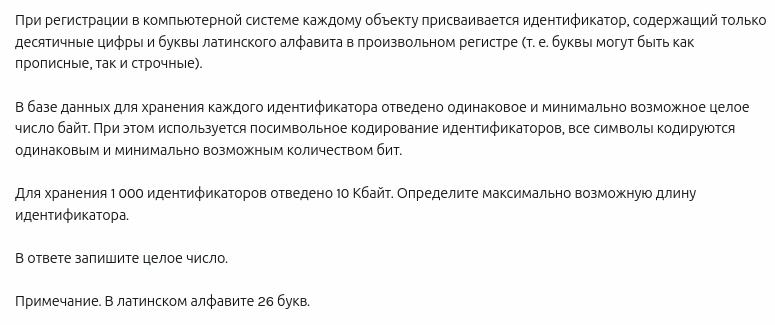 При регистрации в компьютерной системе каждому объекту присваивается идентификатор, содержащий только
десятичные цифры и буквы латинского алфавита в произвольном регистре (т. е. буквы могут быть как
прописные, так и строчные).
В базе данных для хранения каждого идентификатора отведено одинаковое и минимально возможное целое
число байт. При этом используется посимвольное кодирование идентификаторов, все символы кодируются
одинаковым и минимально возможным количеством бит.
Для хранения 1 000 идентификаторов отведено 10 Кбайт. Определите максимально возможную длину
идентификатора.
В ответе запишите целое число.
Примечание. В латинском алфавите 26 букв.